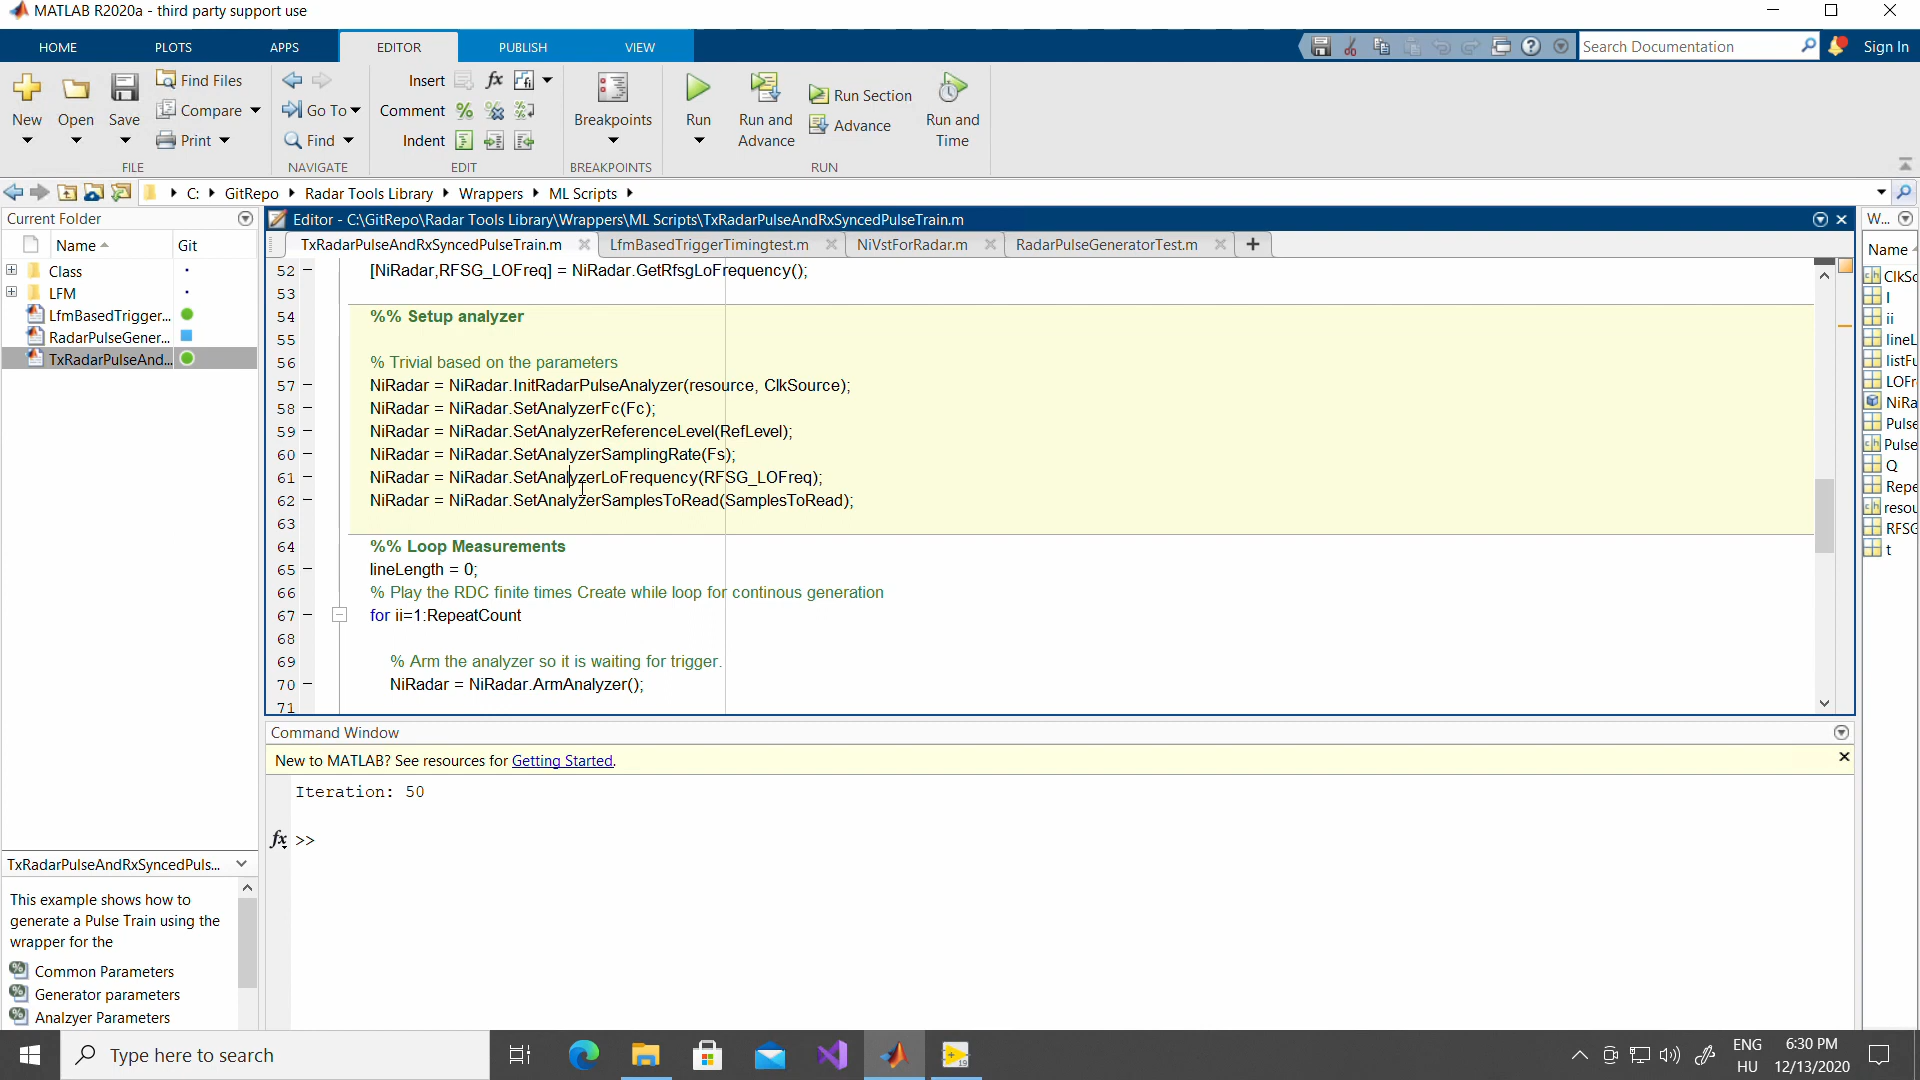 MATLAB R2020a - third party support use
HOME PLOTS APPS EDITOR PUBLISH VIEW Search Documentation Sign In
New Open Save Find Files Compare Print FILE
Go To Find NAVIGATE
Insert Comment Indent EDIT
Breakpoints BREAKPOINTS
Run Run and Advance Run Section Advance Run and Time RUN
C: GitRepo Radar Tools Library Wrappers ML Scripts
Current Folder
Name Git
Class
LFM
LfmBasedTrigger...
RadarPulseGener...
TxRadarPulseAnd...
Editor - C:\GitRepo\Radar Tools Library\Wrappers\ML Scripts\TxRadarPulseAndRxSyncedPulseTrain.m
TxRadarPulseAndRxSyncedPulseTrain.m LfmBasedTriggerTimingtest.m NiVstForRadar.m RadarPulseGeneratorTest.m +
52 - [NiRadar,RFSG_LOFreq] = NiRadar.GetRfsgLoFrequency();
53
54 %% Setup analyzer
55
56 % Trivial based on the parameters
57 - NiRadar = NiRadar.InitRadarPulseAnalyzer(resource, ClkSource);
58 - NiRadar = NiRadar.SetAnalyzerFc(Fc);
59 - NiRadar = NiRadar.SetAnalyzerReferenceLevel(RefLevel);
60 - NiRadar = NiRadar.SetAnalyzerSamplingRate(Fs);
61 - NiRadar = NiRadar.SetAnalyzerLoFrequency(RFSG_LOFreq);
62 - NiRadar = NiRadar.SetAnalyzerSamplesToRead(SamplesToRead);
63
64 %% Loop Measurements
65 - lineLength = 0;
66 % Play the RDC finite times Create while loop for continous generation
67 - for ii=1:RepeatCount
68
69 % Arm the analyzer so it is waiting for trigger.
70 - NiRadar = NiRadar.ArmAnalyzer();
71
W...
Name
ClkSo
I
ii
lineL
listFu
LOFr
NiRa
Pulse
Pulse
Q
Repe
resou
RFSG
t
Command Window
New to MATLAB? See resources for Getting Started.
Iteration: 50
fx >>
TxRadarPulseAndRxSyncedPuls...
This example shows how to
generate a Pulse Train using the
wrapper for the
Common Parameters
Generator parameters
Analzyer Parameters
Type here to search
ENG
HU
6:30 PM
12/13/2020